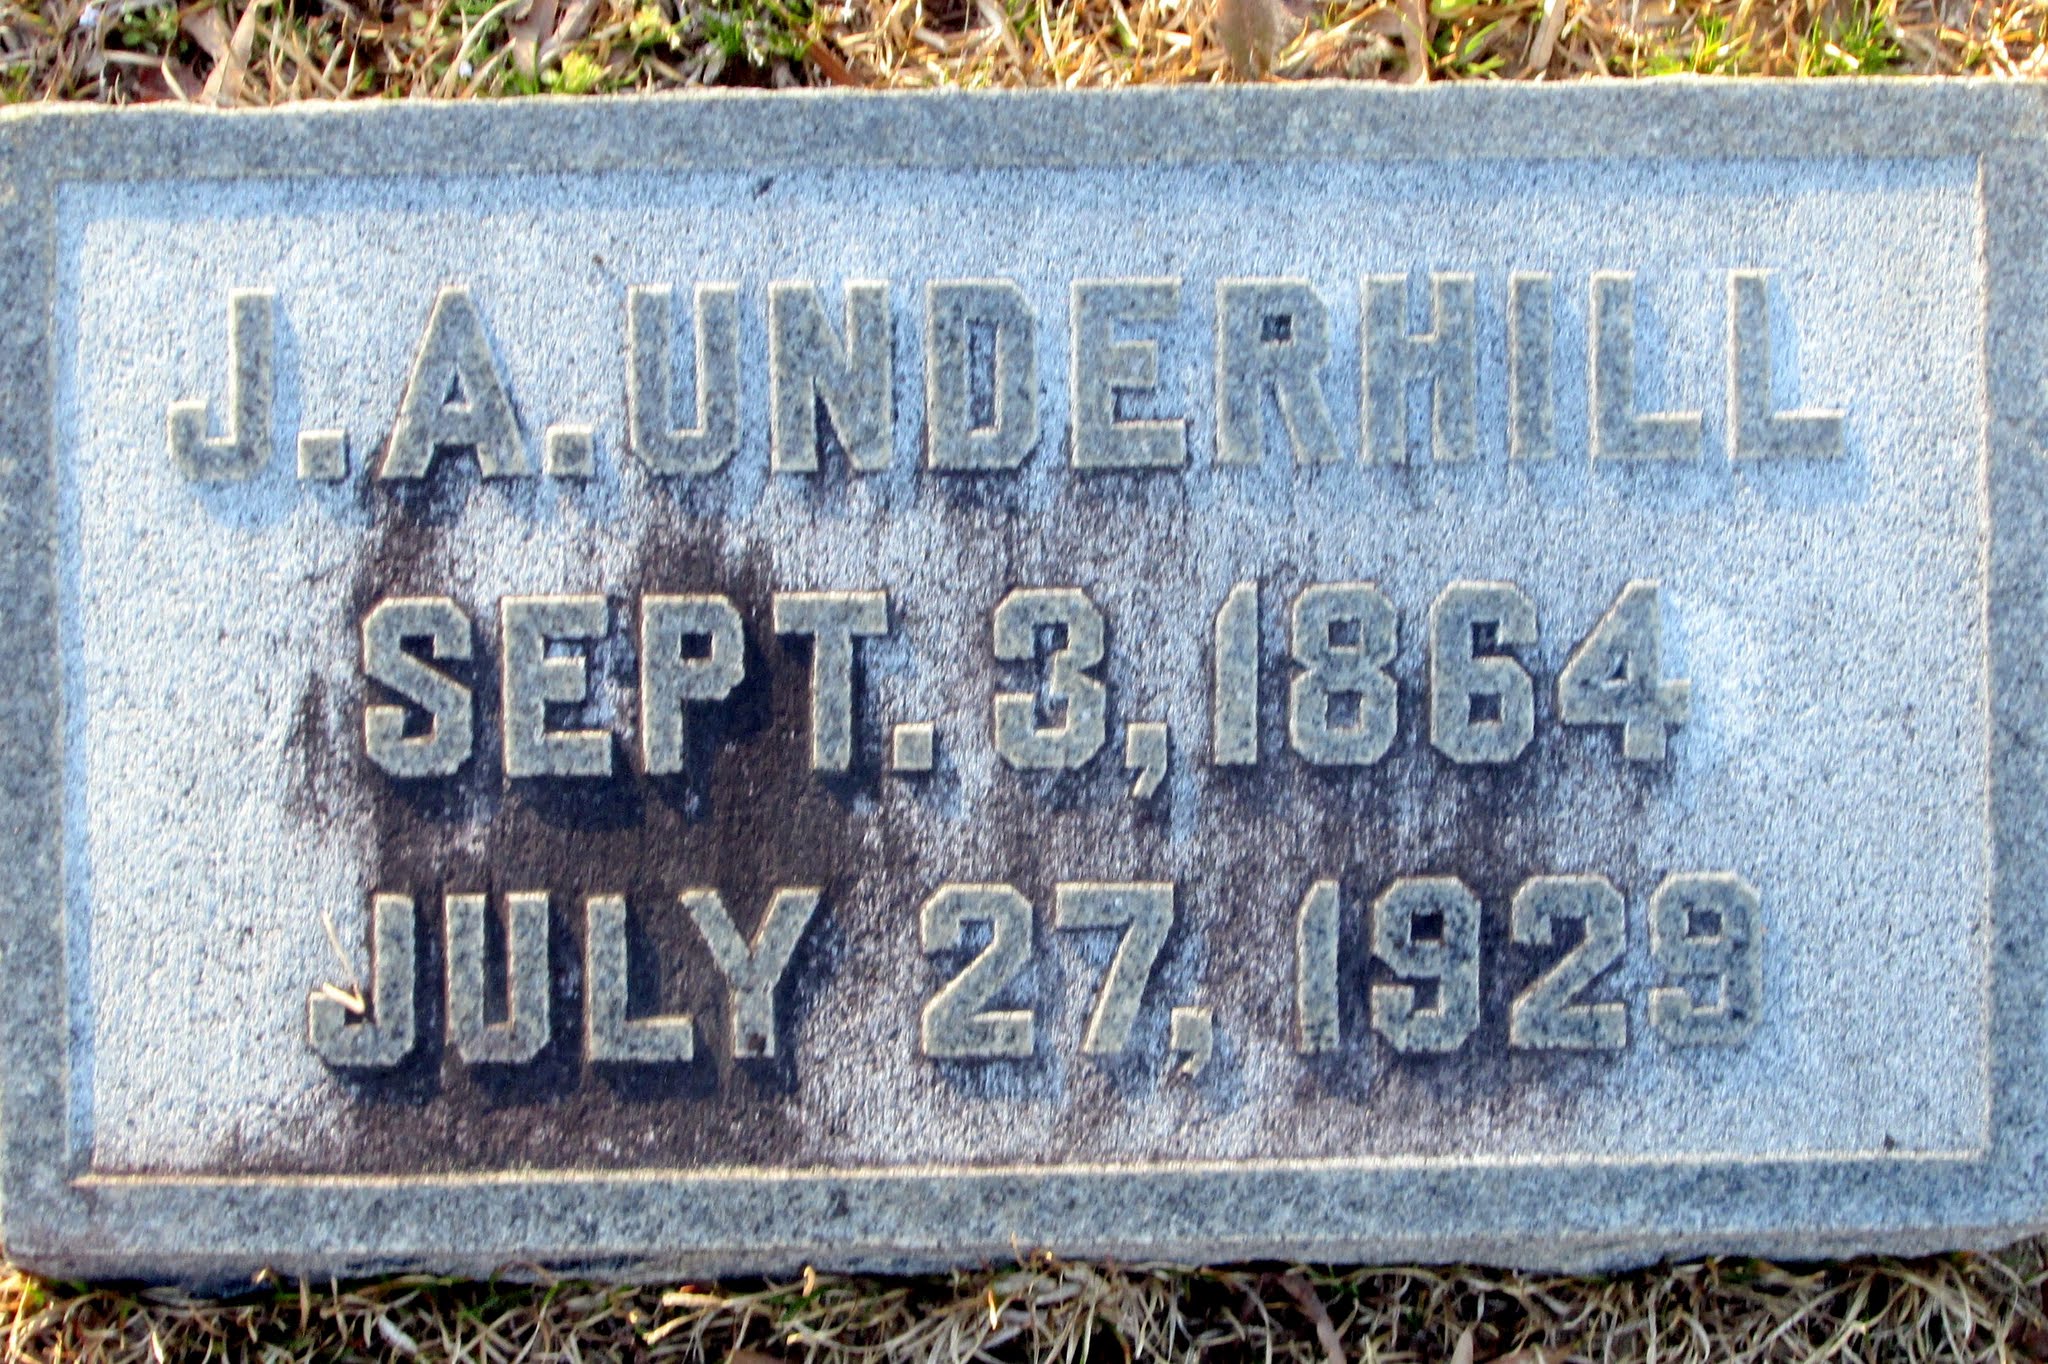 J. A. UNDERHILL
SEPT. 3, 1864
JULY 27, 1929